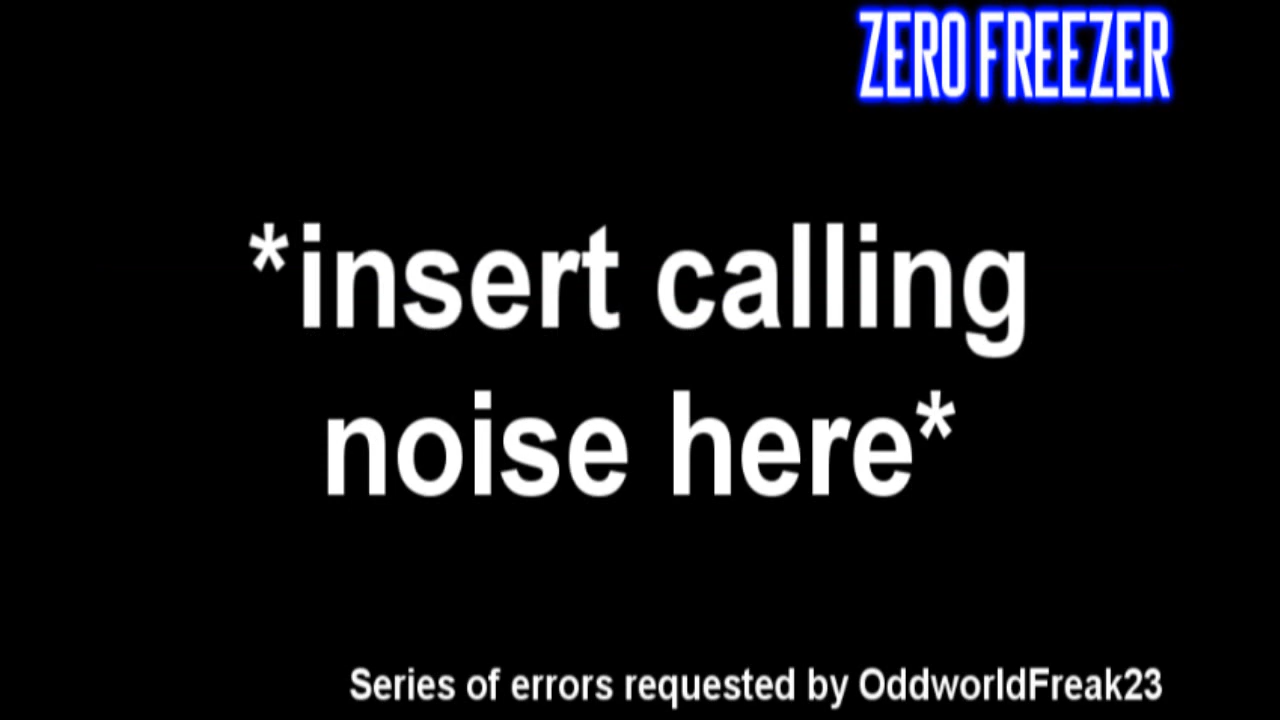 ZERO FREEZER
*insert calling
noise here*
Series of errors requested by OddworldFreak23